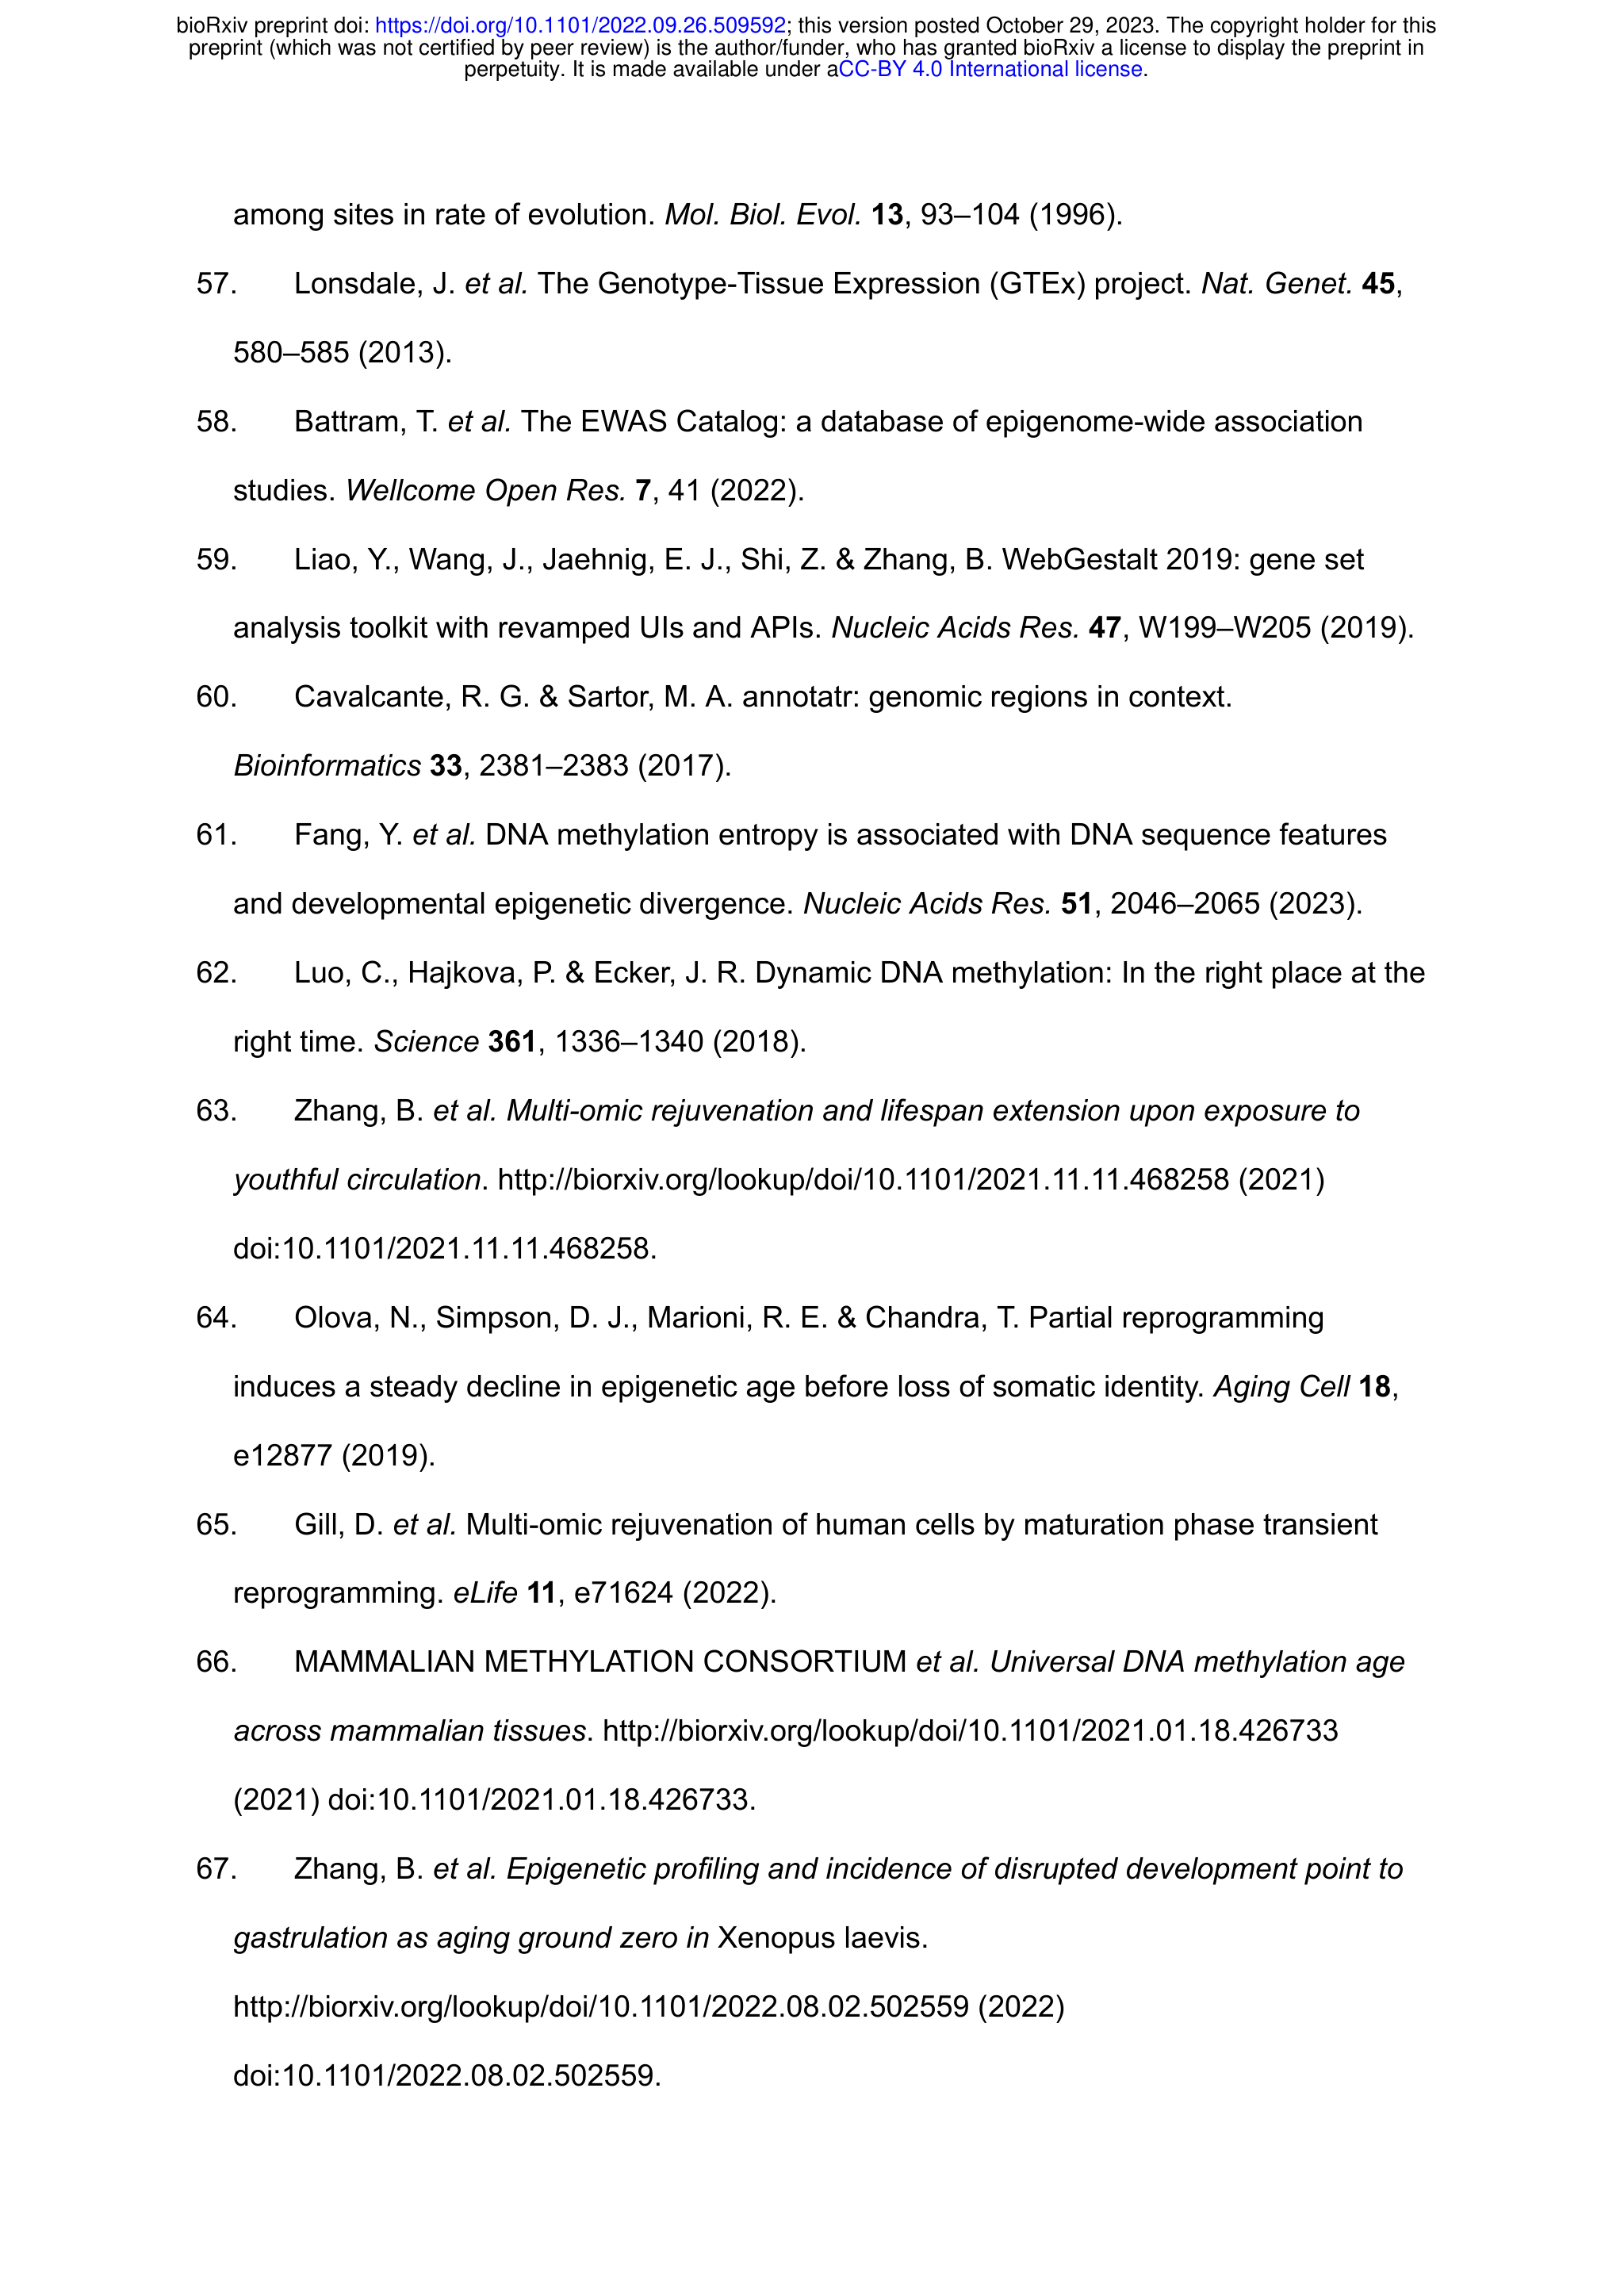 bioRxiv preprint doi: https://doi.org/10.1101/2022.09.26.509592; this version posted October 29, 2023. The copyright holder for this
preprint (which was not certified by peer review) is the author/funder, who has granted bioRxiv a license to display the preprint in
perpetuity. It is made available under aCC-BY 4.0 International license.
among sites in rate of evolution. Mol. Biol. Evol. 13, 93–104 (1996).
57. Lonsdale, J. et al. The Genotype-Tissue Expression (GTEx) project. Nat. Genet. 45,
580–585 (2013).
58. Battram, T. et al. The EWAS Catalog: a database of epigenome-wide association
studies. Wellcome Open Res. 7, 41 (2022).
59. Liao, Y., Wang, J., Jaehnig, E. J., Shi, Z. & Zhang, B. WebGestalt 2019: gene set
analysis toolkit with revamped UIs and APIs. Nucleic Acids Res. 47, W199–W205 (2019).
60. Cavalcante, R. G. & Sartor, M. A. annotatr: genomic regions in context.
Bioinformatics 33, 2381–2383 (2017).
61. Fang, Y. et al. DNA methylation entropy is associated with DNA sequence features
and developmental epigenetic divergence. Nucleic Acids Res. 51, 2046–2065 (2023).
62. Luo, C., Hajkova, P. & Ecker, J. R. Dynamic DNA methylation: In the right place at the
right time. Science 361, 1336–1340 (2018).
63. Zhang, B. et al. Multi-omic rejuvenation and lifespan extension upon exposure to
youthful circulation. http://biorxiv.org/lookup/doi/10.1101/2021.11.11.468258 (2021)
doi:10.1101/2021.11.11.468258.
64. Olova, N., Simpson, D. J., Marioni, R. E. & Chandra, T. Partial reprogramming
induces a steady decline in epigenetic age before loss of somatic identity. Aging Cell 18,
e12877 (2019).
65. Gill, D. et al. Multi-omic rejuvenation of human cells by maturation phase transient
reprogramming. eLife 11, e71624 (2022).
66. MAMMALIAN METHYLATION CONSORTIUM et al. Universal DNA methylation age
across mammalian tissues. http://biorxiv.org/lookup/doi/10.1101/2021.01.18.426733
(2021) doi:10.1101/2021.01.18.426733.
67. Zhang, B. et al. Epigenetic profiling and incidence of disrupted development point to
gastrulation as aging ground zero in Xenopus laevis.
http://biorxiv.org/lookup/doi/10.1101/2022.08.02.502559 (2022)
doi:10.1101/2022.08.02.502559.